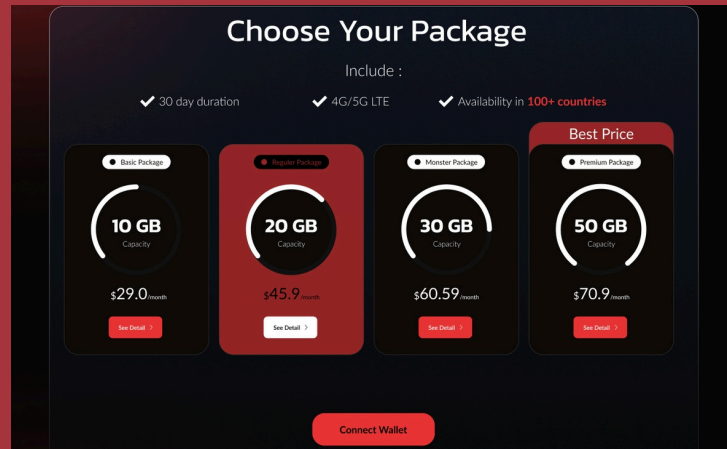 Choose Your Package
Include :
30 day duration
4G/5G LTE
Availability in 100+ countries
Best Price
Basic Package
10 GB
Capacity
$29.0/month
See Detail >
Reguler Package
20 GB
Capacity
$45.9/month
See Detail >
Monster Package
30 GB
Capacity
$60.59/month
See Detail >
Premium Package
50 GB
Capacity
$70.9/month
See Detail >
Connect Wallet